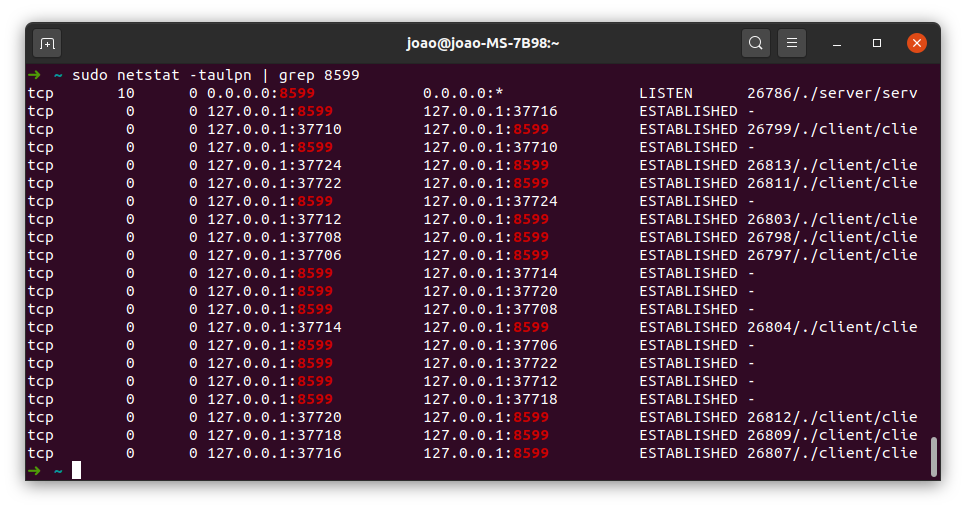 joao@joao-MS-7B98:~
➜ ~ sudo netstat -taulpn | grep 8599
tcp 10 0 0.0.0.0:8599 0.0.0.0:* LISTEN 26786/./server/serv
tcp 0 0 127.0.0.1:8599 127.0.0.1:37716 ESTABLISHED -
tcp 0 0 127.0.0.1:37710 127.0.0.1:8599 ESTABLISHED 26799/./client/clie
tcp 0 0 127.0.0.1:8599 127.0.0.1:37710 ESTABLISHED -
tcp 0 0 127.0.0.1:37724 127.0.0.1:8599 ESTABLISHED 26813/./client/clie
tcp 0 0 127.0.0.1:37722 127.0.0.1:8599 ESTABLISHED 26811/./client/clie
tcp 0 0 127.0.0.1:8599 127.0.0.1:37724 ESTABLISHED -
tcp 0 0 127.0.0.1:37712 127.0.0.1:8599 ESTABLISHED 26803/./client/clie
tcp 0 0 127.0.0.1:37708 127.0.0.1:8599 ESTABLISHED 26798/./client/clie
tcp 0 0 127.0.0.1:37706 127.0.0.1:8599 ESTABLISHED 26797/./client/clie
tcp 0 0 127.0.0.1:8599 127.0.0.1:37714 ESTABLISHED -
tcp 0 0 127.0.0.1:8599 127.0.0.1:37720 ESTABLISHED -
tcp 0 0 127.0.0.1:8599 127.0.0.1:37708 ESTABLISHED -
tcp 0 0 127.0.0.1:37714 127.0.0.1:8599 ESTABLISHED 26804/./client/clie
tcp 0 0 127.0.0.1:8599 127.0.0.1:37706 ESTABLISHED -
tcp 0 0 127.0.0.1:8599 127.0.0.1:37722 ESTABLISHED -
tcp 0 0 127.0.0.1:8599 127.0.0.1:37712 ESTABLISHED -
tcp 0 0 127.0.0.1:8599 127.0.0.1:37718 ESTABLISHED -
tcp 0 0 127.0.0.1:37720 127.0.0.1:8599 ESTABLISHED 26812/./client/clie
tcp 0 0 127.0.0.1:37718 127.0.0.1:8599 ESTABLISHED 26809/./client/clie
tcp 0 0 127.0.0.1:37716 127.0.0.1:8599 ESTABLISHED 26807/./client/clie
➜ ~